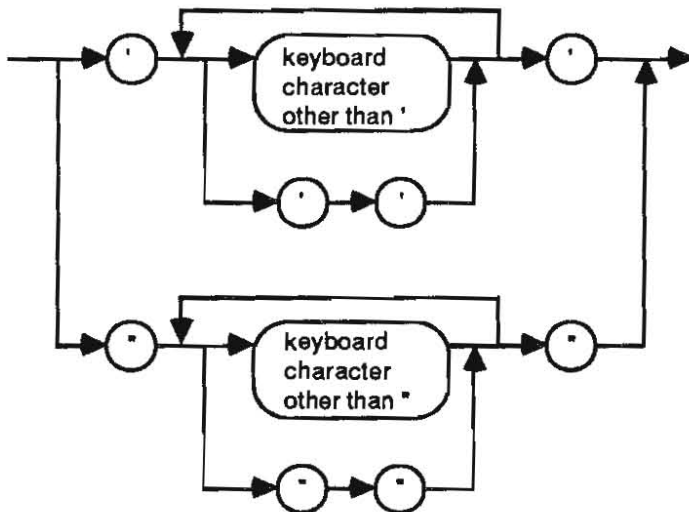 '
keyboard
character
other than '
'
' '
"
keyboard
character
other than "
"
" "